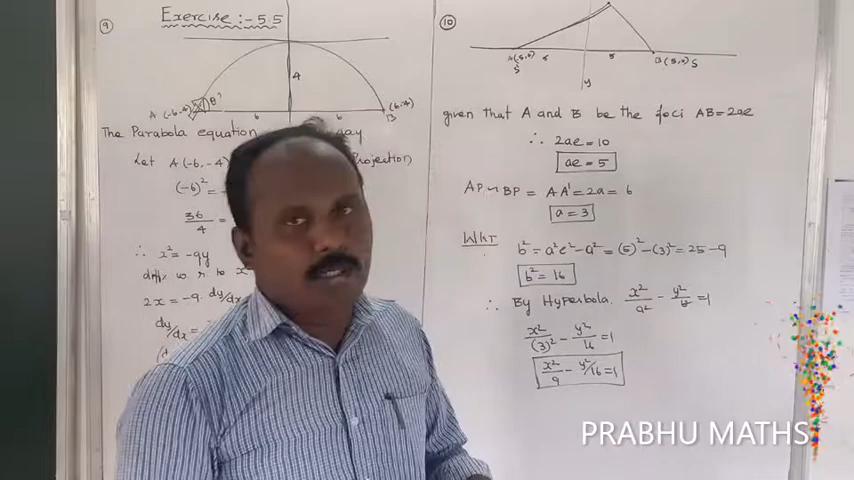 Exercise :- 5.5
9
4
B'
A (-6,-4)
6
6
(6,-4)
B
The Parabola equation
Let A (-6,-4)
Projection)
(-6)² =
36/4 =
∴ x² = -9y
diff. w. r. to x
2x = -9. dy/dx
dy/dx =
10
A(-5,0)
5
5
B (5,0)
y
given that A and B be the foci AB = 2ae
∴ 2ae = 10
ae = 5
AP ~ BP = AA' = 2a = 6
a = 3
WKT
b² = a²e² - a² = (5)² - (3)² = 25 - 9
b² = 16
∴ By Hyperbola. x²/a² - y²/b² = 1
x²/(3)² - y²/16 = 1
x²/9 - y²/16 = 1
PRABHU MATHS